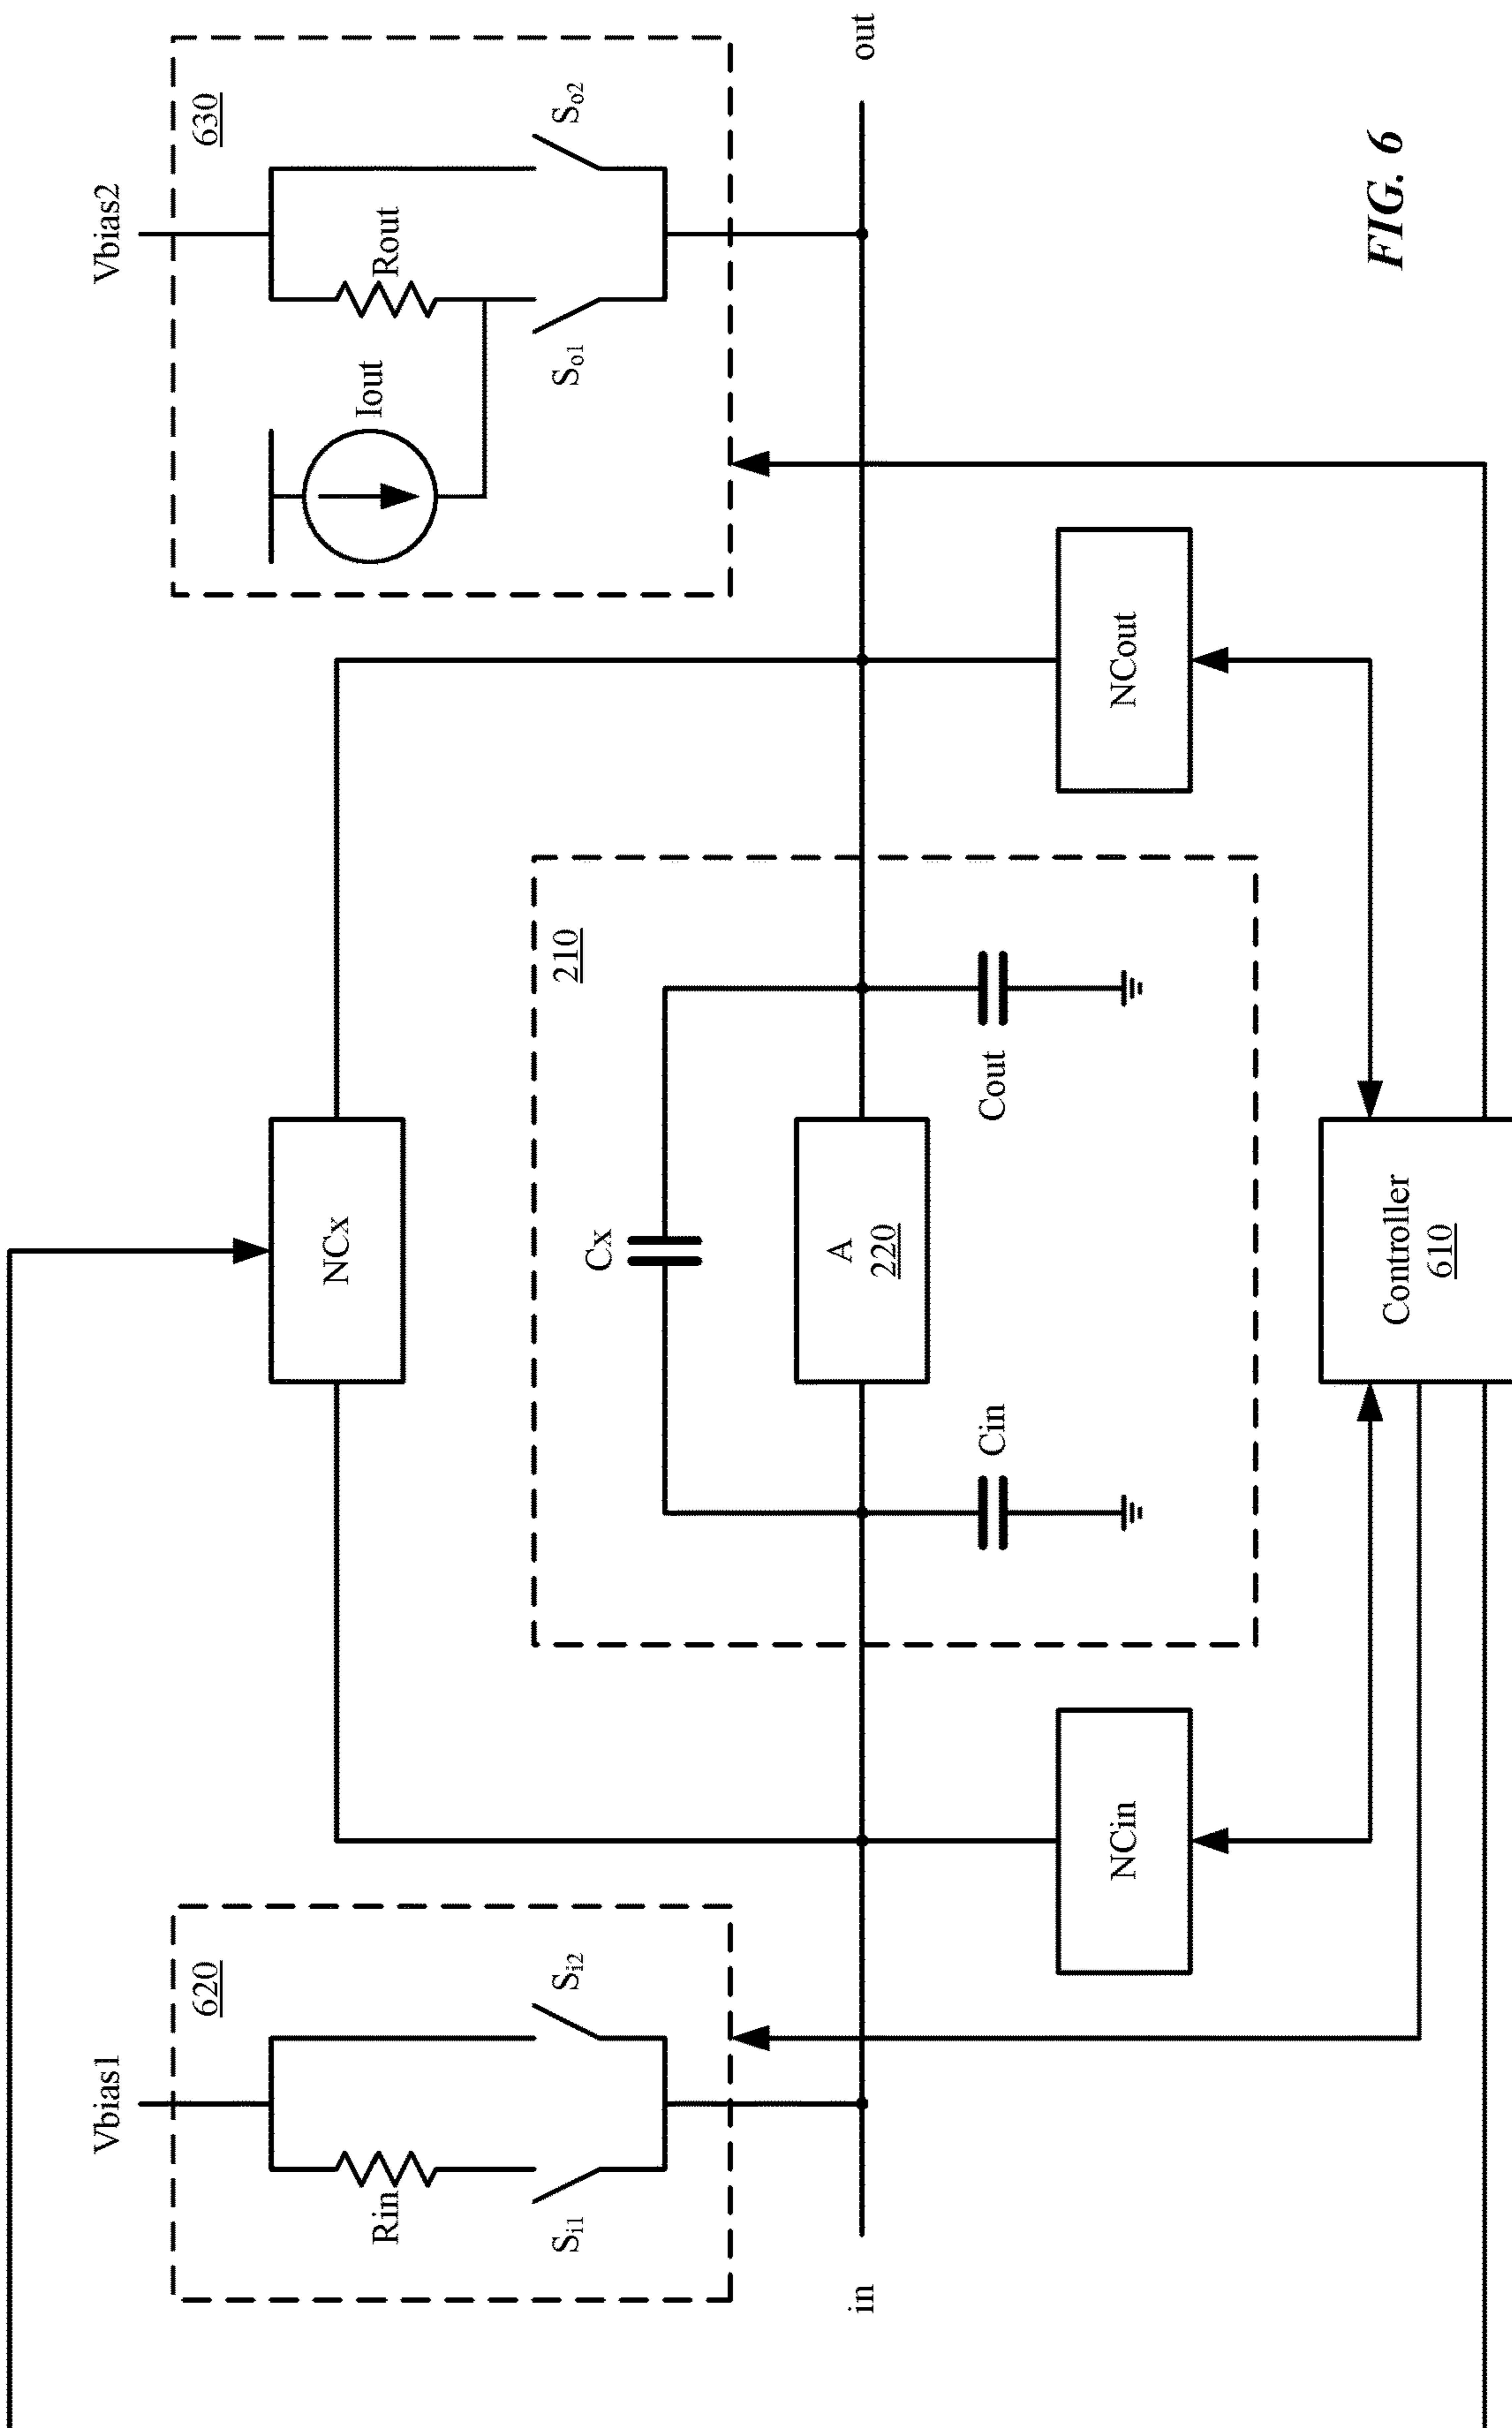 Vbias1
Vbias2
620
630
NCx
Rin
Iout
Rout
Si1
Si2
So1
So2
210
Cx
in
A
220
out
Cin
Cout
NCin
NCout
Controller
610
FIG. 6